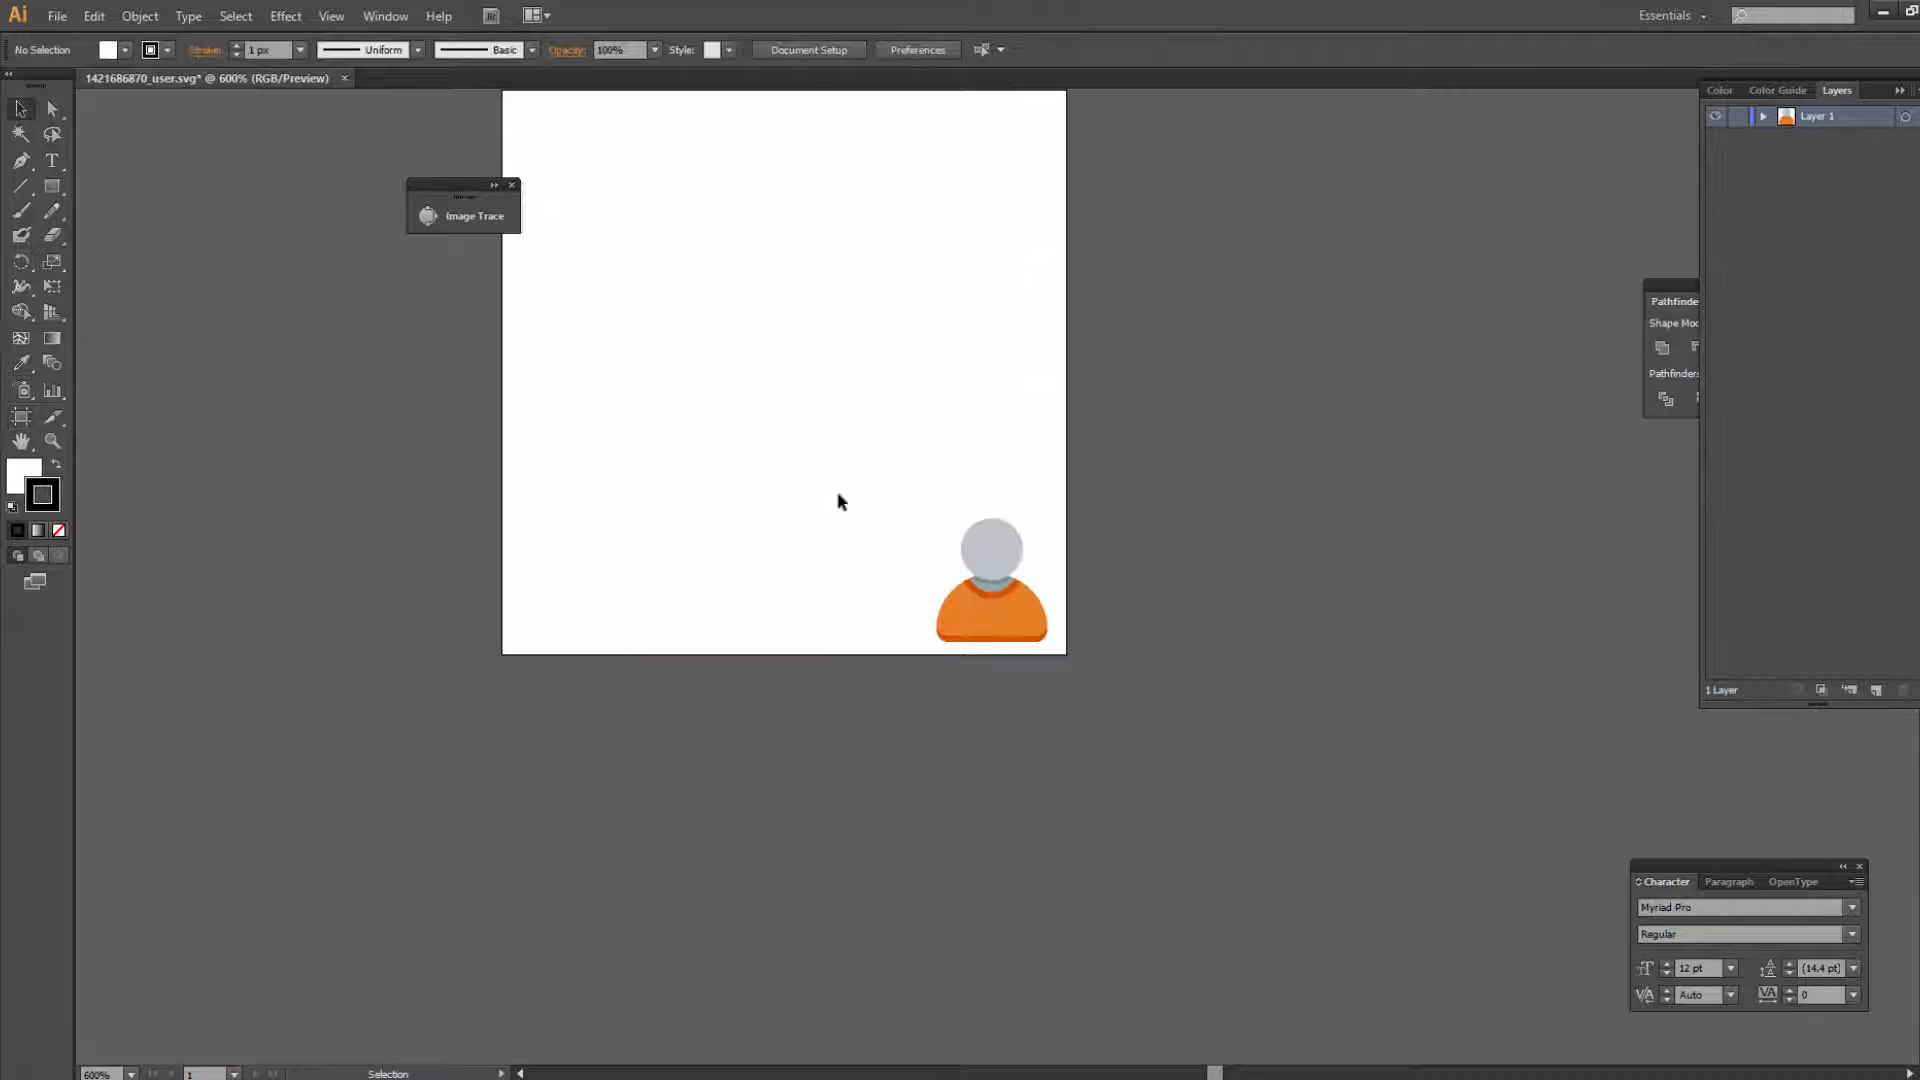 Ai File Edit Object Type Select Effect View Window Help Br Essentials
No Selection Stroke: 1 px Uniform Basic Opacity: 100% Style: Document Setup Preferences
1421686870_user.svg* @ 600% (RGB/Preview)
Color Color Guide Layers
Layer 1
Image Trace
Pathfinde
Shape Mod
Pathfinders
1 Layer
Character Paragraph OpenType
Myriad Pro
Regular
12 pt (14.4 pt)
Auto 0
600% 1 Selection